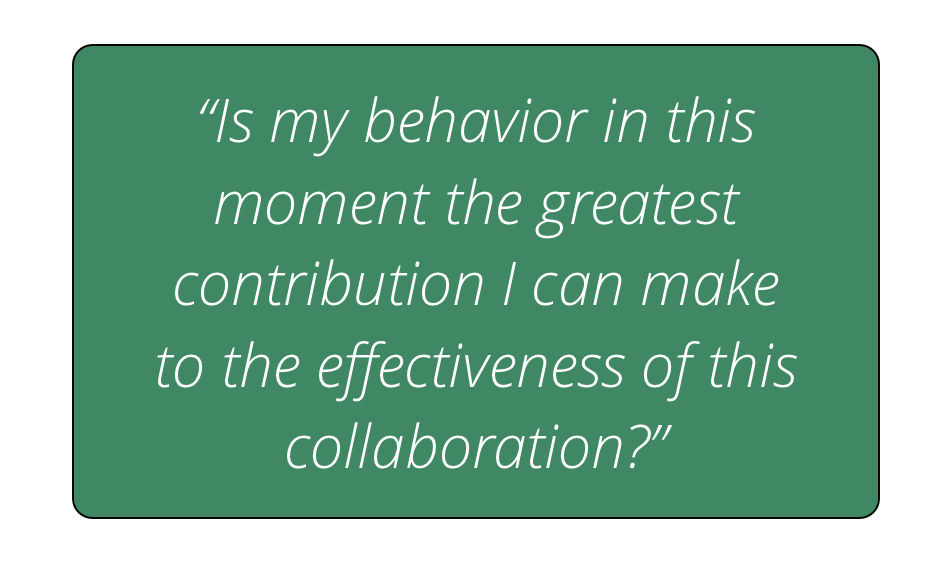 “Is my behavior in this
moment the greatest
contribution I can make
to the effectiveness of this
collaboration?”